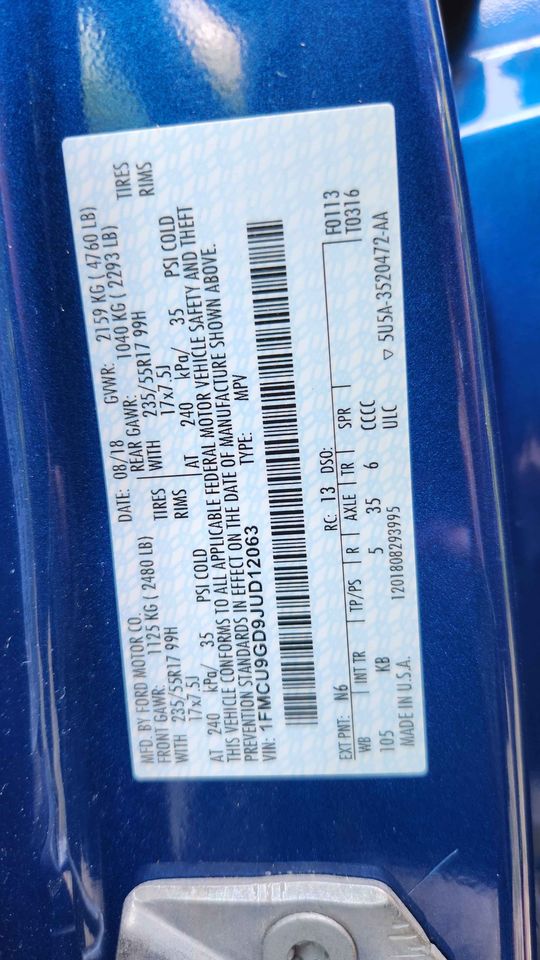 MFD. BY FORD MOTOR CO. DATE: 08/18 GVWR: 2159 KG ( 4760 LB)
FRONT GAWR: 1125 KG ( 2480 LB) REAR GAWR: 1040 KG ( 2293 LB)
WITH 235/55R17 99H TIRES WITH 235/55R17 99H TIRES
17x7.5J RIMS 17x7.5J RIMS
AT 240 kPa/ 35 PSI COLD AT 240 kPa/ 35 PSI COLD
THIS VEHICLE CONFORMS TO ALL APPLICABLE FEDERAL MOTOR VEHICLE SAFETY AND THEFT
PREVENTION STANDARDS IN EFFECT ON THE DATE OF MANUFACTURE SHOWN ABOVE.
VIN: 1FMCU9GD9JUD12063 TYPE: MPV
EXT PNT: N6 RC: 13 DSO: F0113
WB INT TR TP/PS R AXLE TR SPR T0316
105 KB 5 35 6 CCCC
MADE IN U.S.A. 1201808293995 ULC ▽ 5U5A-3520472-AA